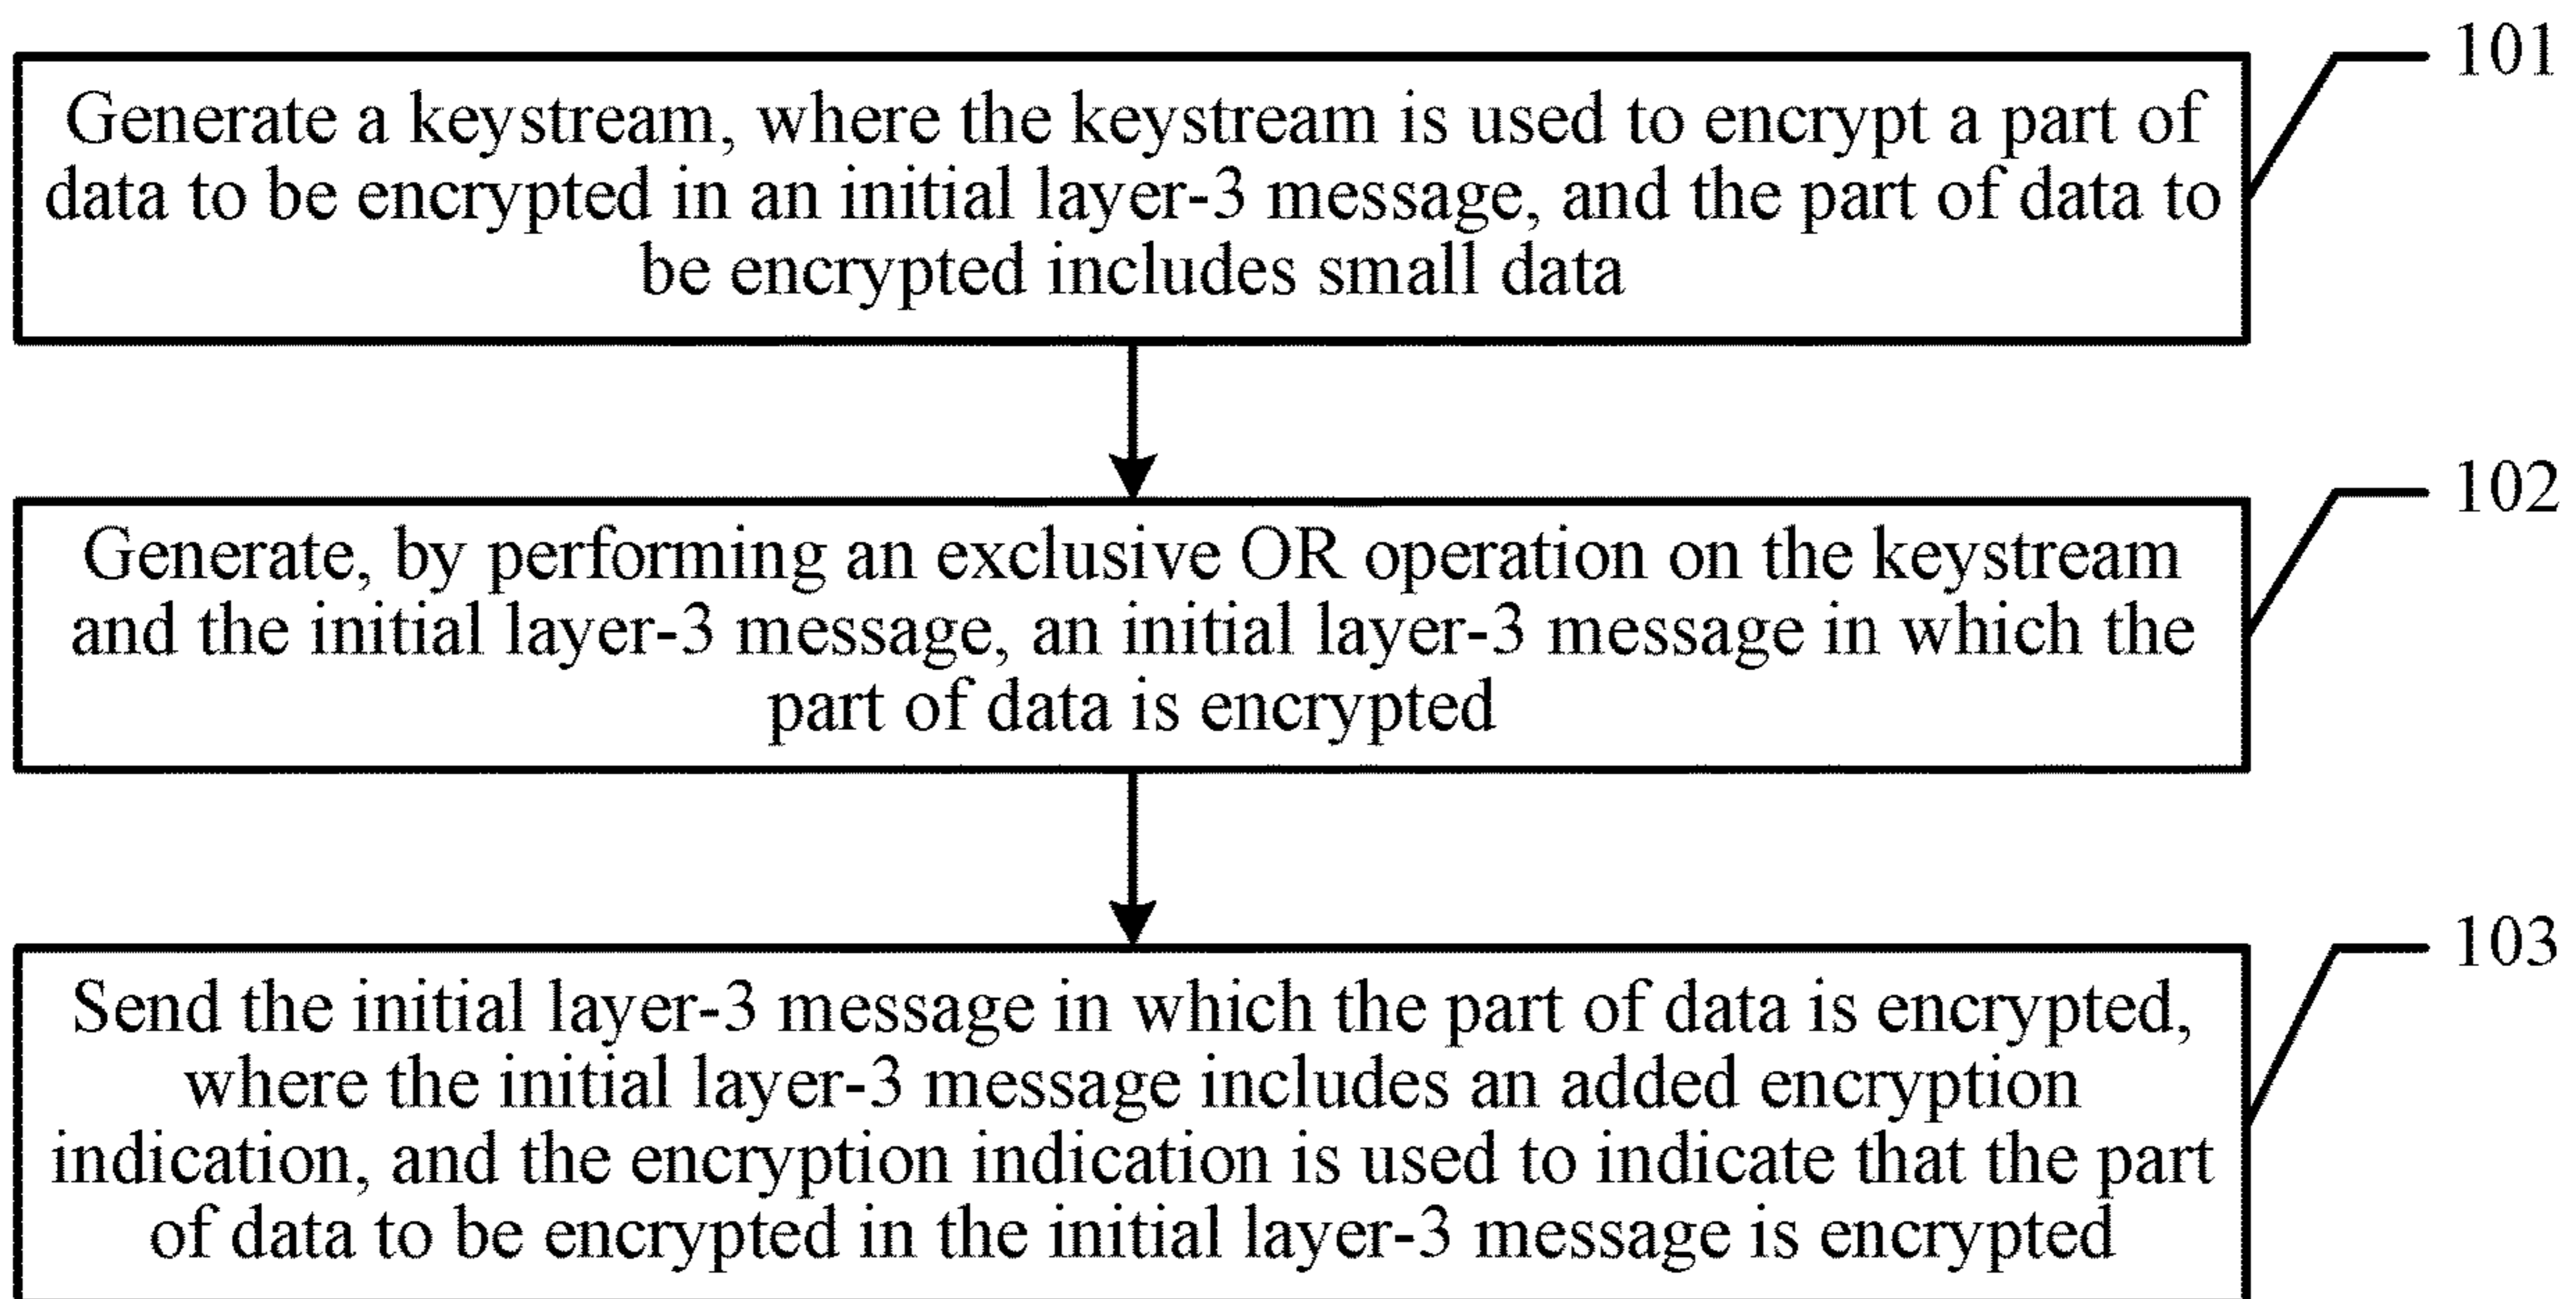 101
Generate a keystream, where the keystream is used to encrypt a part of
data to be encrypted in an initial layer-3 message, and the part of data to
be encrypted includes small data
102
Generate, by performing an exclusive OR operation on the keystream
and the initial layer-3 message, an initial layer-3 message in which the
part of data is encrypted
103
Send the initial layer-3 message in which the part of data is encrypted,
where the initial layer-3 message includes an added encryption
indication, and the encryption indication is used to indicate that the part
of data to be encrypted in the initial layer-3 message is encrypted